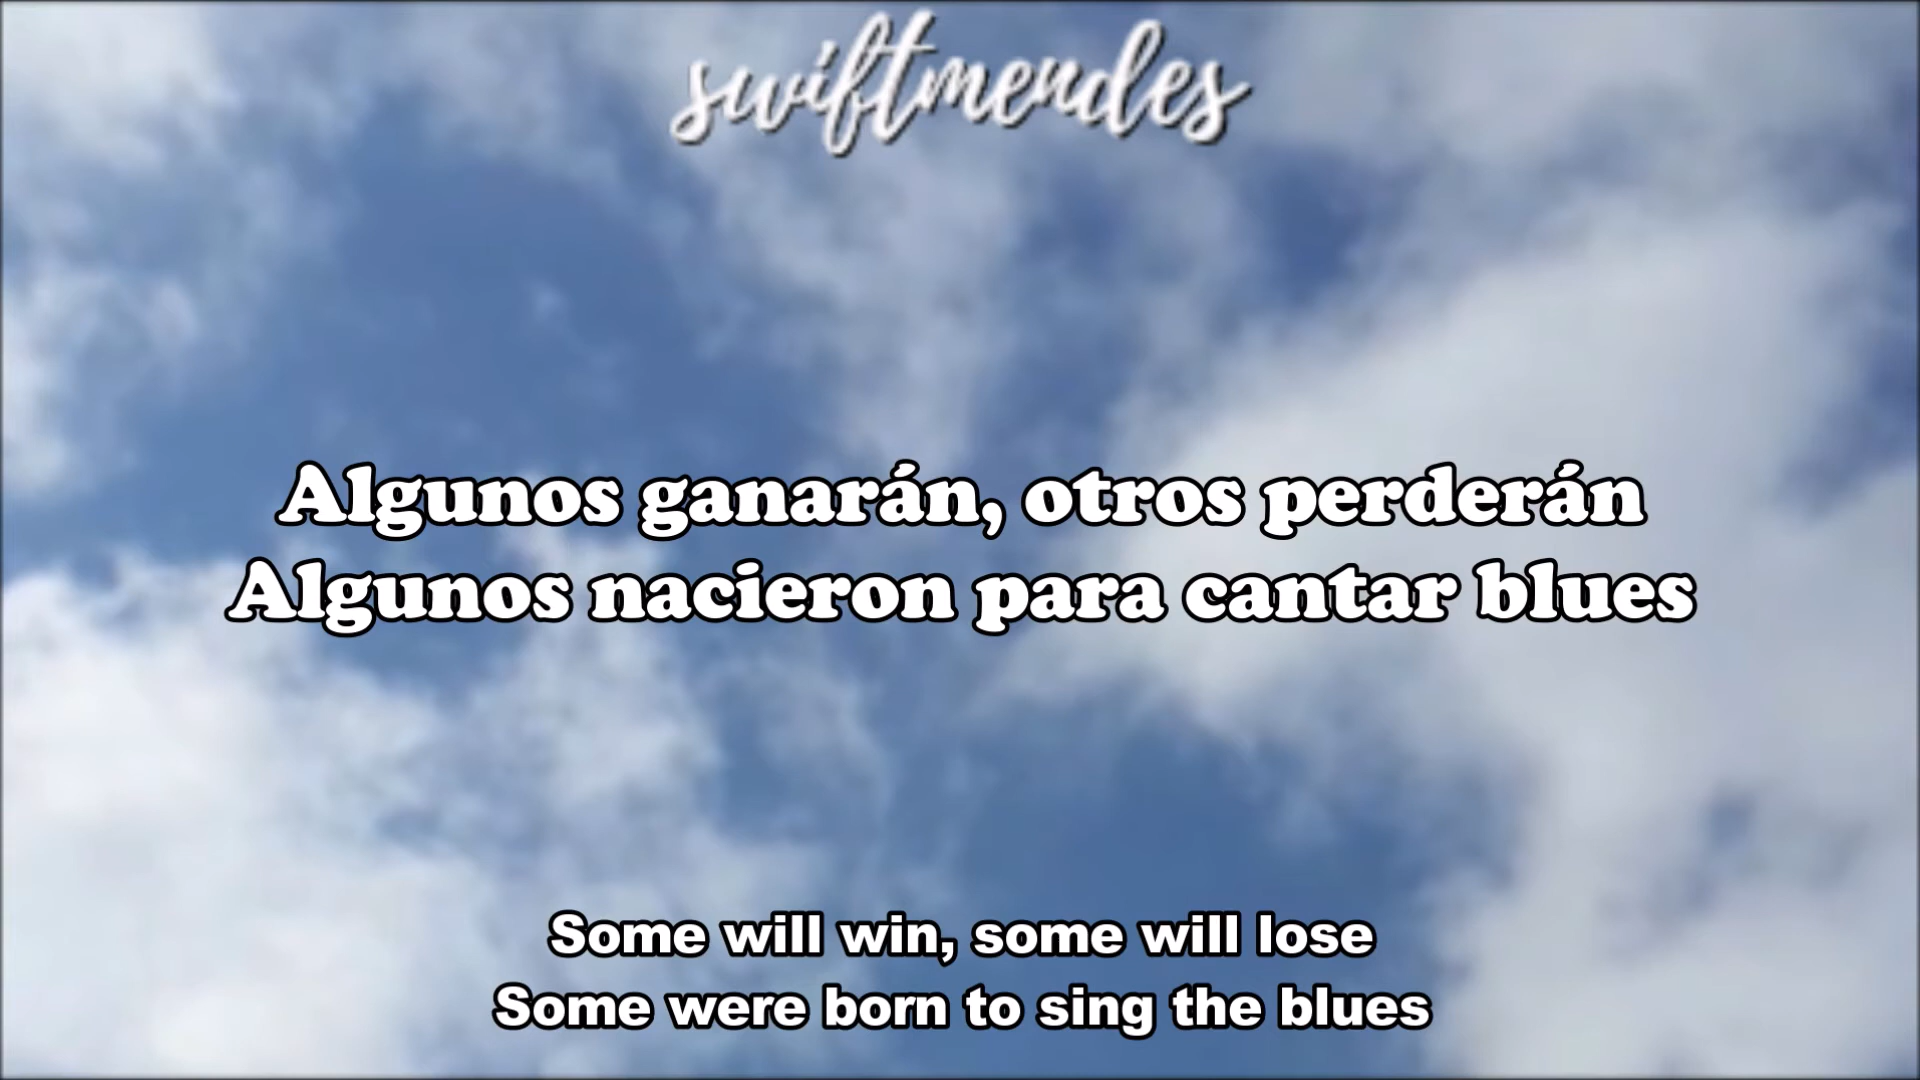 swiftmendes
Algunos ganarán, otros perderán
Algunos nacieron para cantar blues
Some will win, some will lose
Some were born to sing the blues